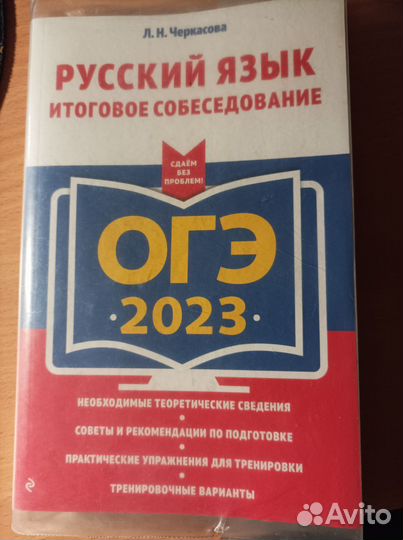 Л. Н. Черкасова
РУССКИЙ ЯЗЫК
ИТОГОВОЕ СОБЕСЕДОВАНИЕ
СДАЁМ
БЕЗ
ПРОБЛЕМ!
ОГЭ
·2023·
НЕОБХОДИМЫЕ ТЕОРЕТИЧЕСКИЕ СВЕДЕНИЯ
•
СОВЕТЫ И РЕКОМЕНДАЦИИ ПО ПОДГОТОВКЕ
•
ПРАКТИЧЕСКИЕ УПРАЖНЕНИЯ ДЛЯ ТРЕНИРОВКИ
•
ТРЕНИРОВОЧНЫЕ ВАРИАНТЫ
Avito